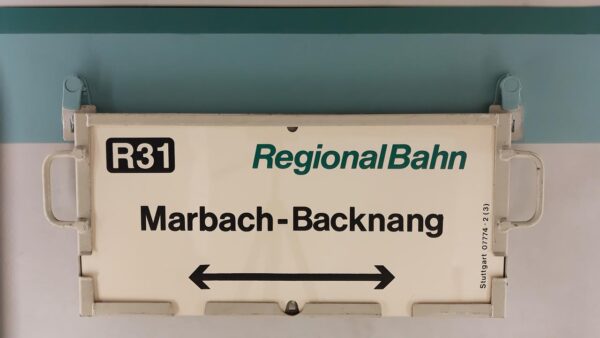 R31
RegionalBahn
Marbach-Backnang
Stuttgart 07774-2(3)